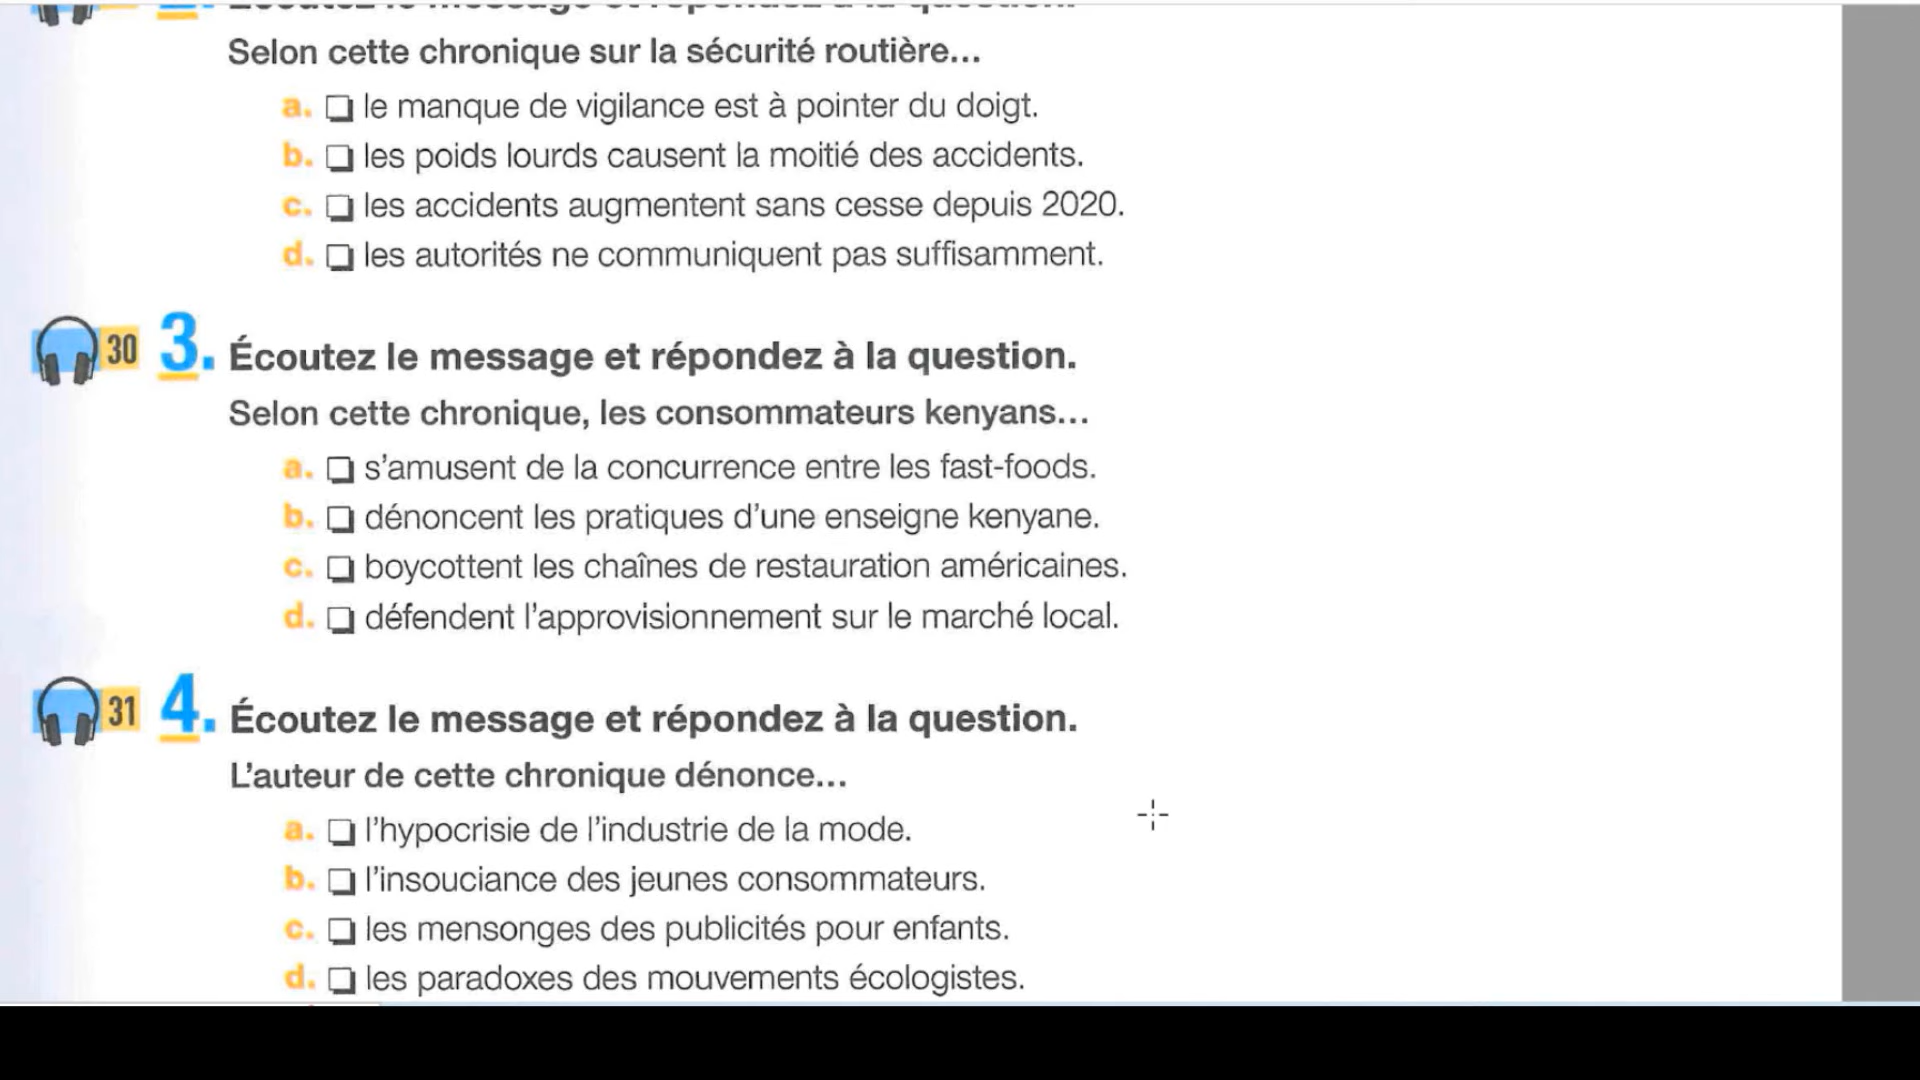 Selon cette chronique sur la sécurité routière...
a. ❏ le manque de vigilance est à pointer du doigt.
b. ❏ les poids lourds causent la moitié des accidents.
c. ❏ les accidents augmentent sans cesse depuis 2020.
d. ❏ les autorités ne communiquent pas suffisamment.
30 3. Écoutez le message et répondez à la question.
Selon cette chronique, les consommateurs kenyans...
a. ❏ s'amusent de la concurrence entre les fast-foods.
b. ❏ dénoncent les pratiques d'une enseigne kenyane.
c. ❏ boycottent les chaînes de restauration américaines.
d. ❏ défendent l'approvisionnement sur le marché local.
31 4. Écoutez le message et répondez à la question.
L'auteur de cette chronique dénonce...
a. ❏ l'hypocrisie de l'industrie de la mode.
b. ❏ l'insouciance des jeunes consommateurs.
c. ❏ les mensonges des publicités pour enfants.
d. ❏ les paradoxes des mouvements écologistes.